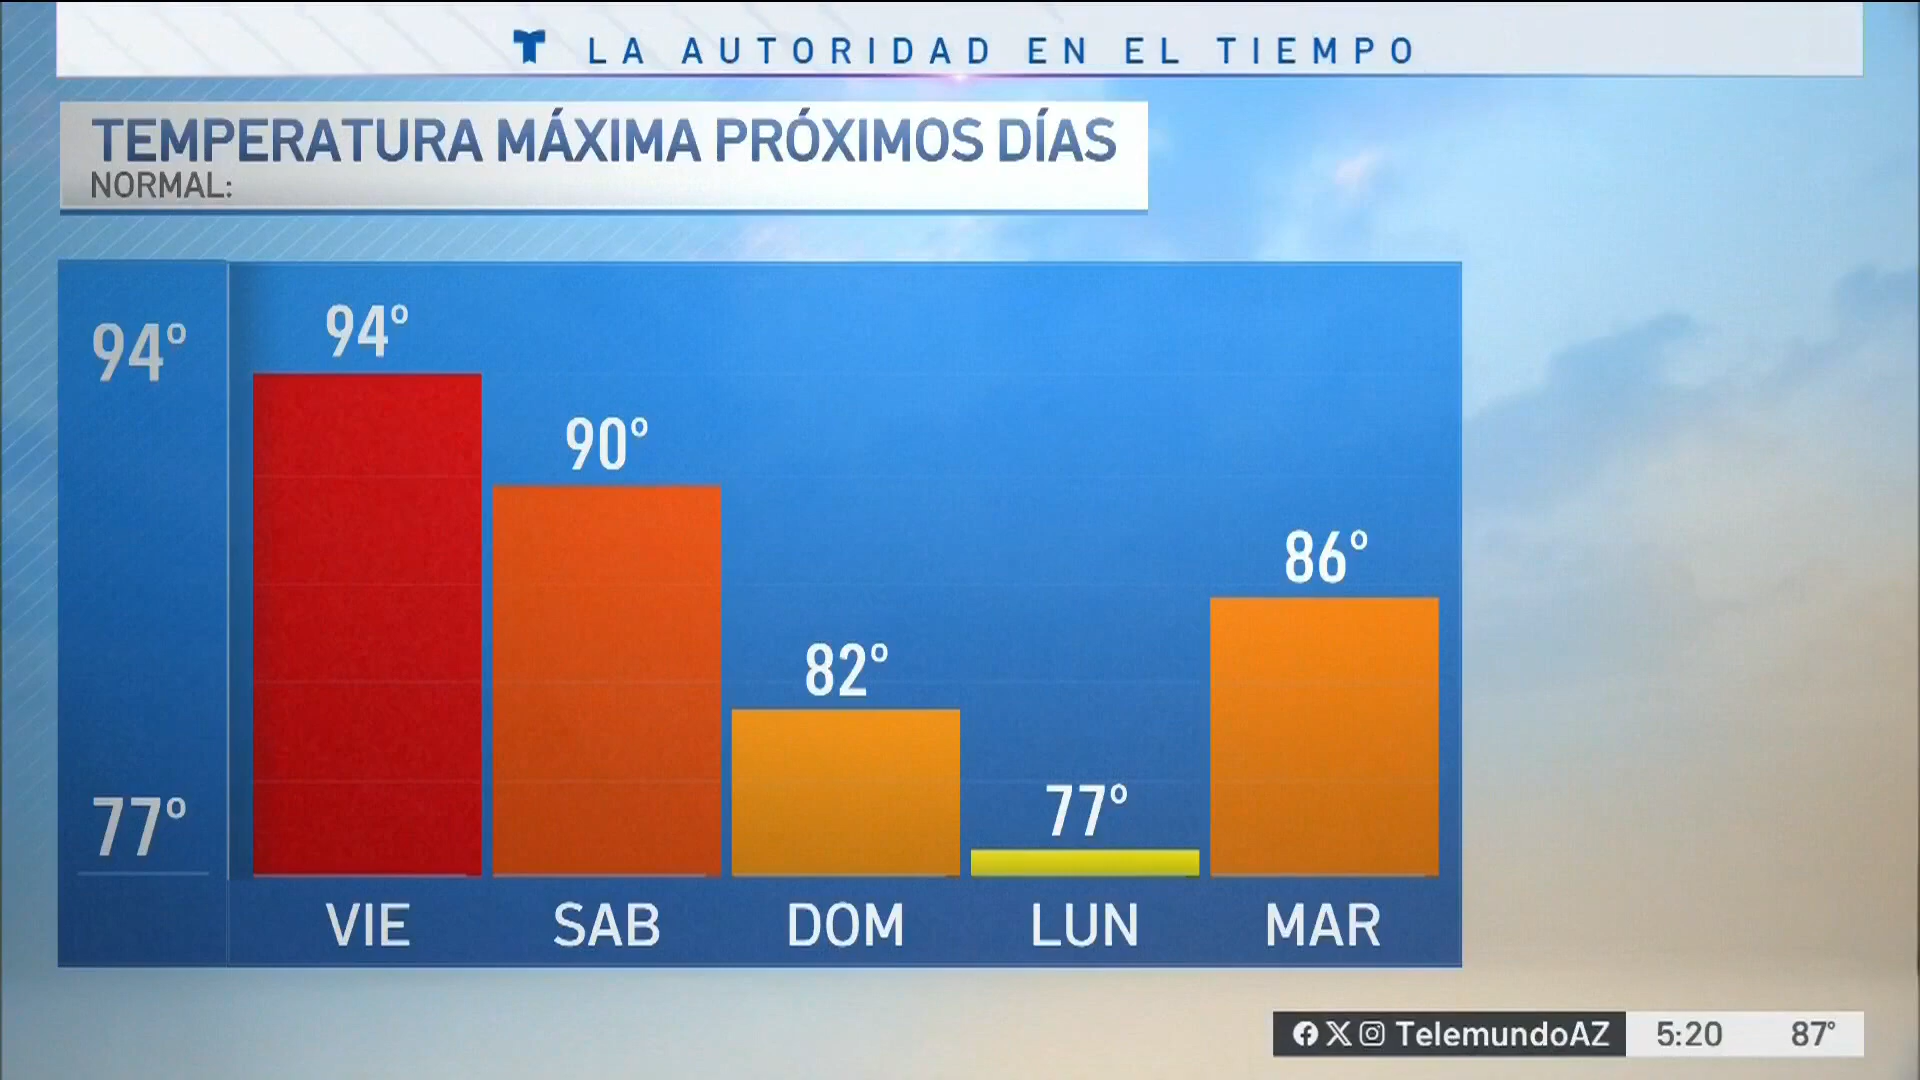 LA AUTORIDAD EN EL TIEMPO
TEMPERATURA MÁXIMA PRÓXIMOS DÍAS
NORMAL:
94°
77°
94°
90°
82°
77°
86°
VIE SAB DOM LUN MAR
TelemundoAZ 5:20 87°